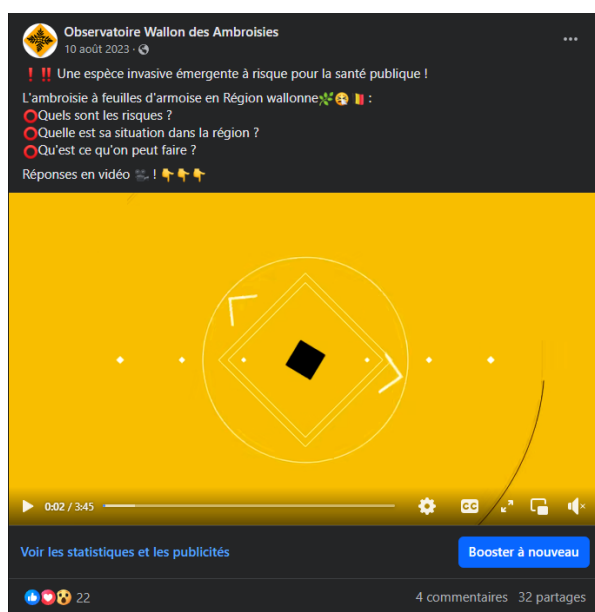 Observatoire Wallon des Ambroisies
10 août 2023 ·
❗ ‼️ Une espèce invasive émergente à risque pour la santé publique !
L'ambroisie à feuilles d'armoise en Région wallonne🌿🤧 :
⭕Quels sont les risques ?
⭕Quelle est sa situation dans la région ?
⭕Qu'est ce qu'on peut faire ?
Réponses en vidéo 🎥 ! 👇👇👇
0:02 / 3:45
CC
Voir les statistiques et les publicités
Booster à nouveau
22
4 commentaires 32 partages